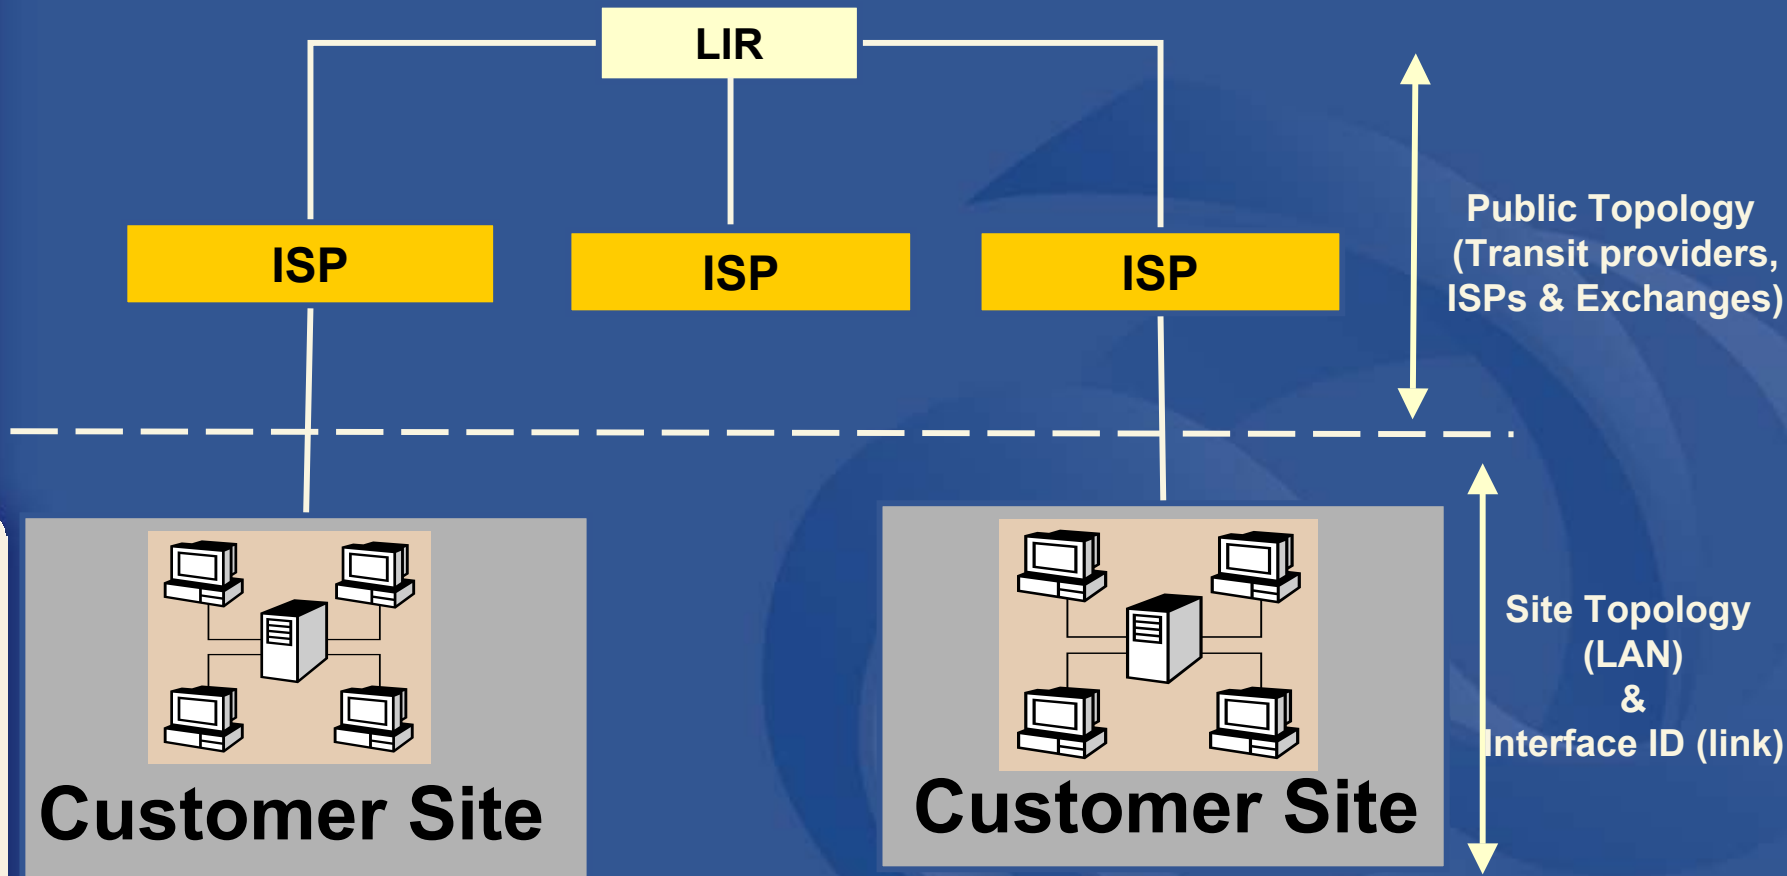 LIR
ISP
ISP
ISP
Public Topology
(Transit providers,
ISPs & Exchanges)
Customer Site
Customer Site
Site Topology
(LAN)
&
Interface ID (link)